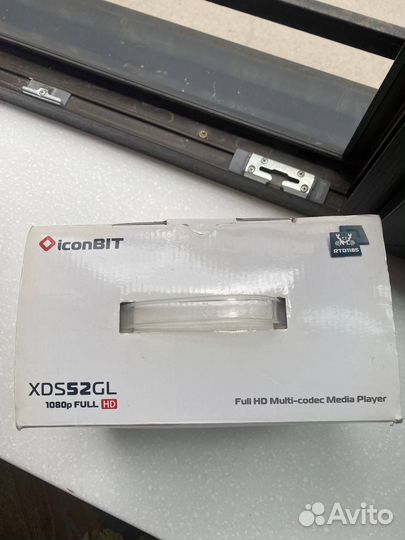 iconBIT
RTD1185
XDS52GL
1080p FULL HD
Full HD Multi-codec Media Player
Avito